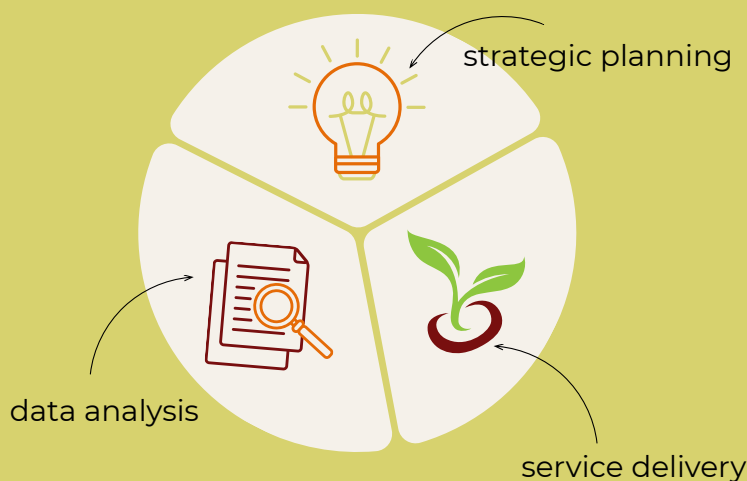 strategic planning
data analysis
service delivery